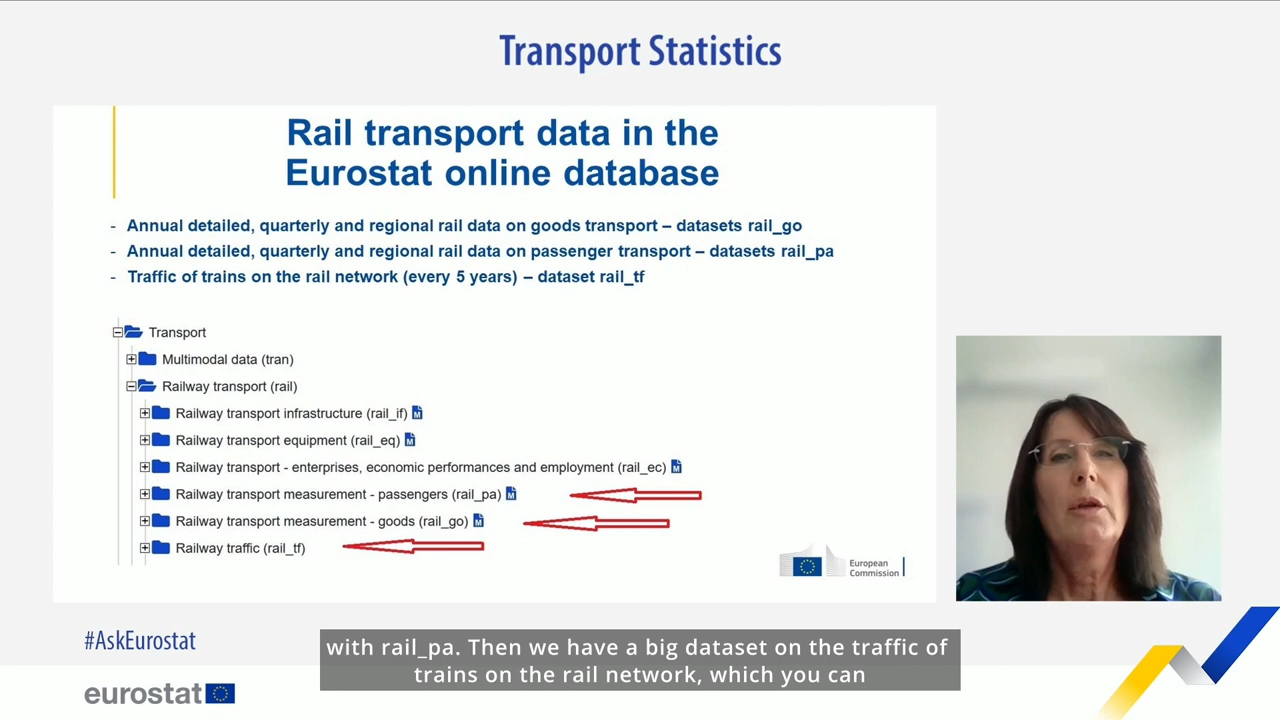 Transport Statistics
Rail transport data in the
Eurostat online database
- Annual detailed, quarterly and regional rail data on goods transport – datasets rail_go
- Annual detailed, quarterly and regional rail data on passenger transport – datasets rail_pa
- Traffic of trains on the rail network (every 5 years) – dataset rail_tf
Transport
Multimodal data (tran)
Railway transport (rail)
Railway transport infrastructure (rail_if) M
Railway transport equipment (rail_eq) M
Railway transport - enterprises, economic performances and employment (rail_ec) M
Railway transport measurement - passengers (rail_pa) M
Railway transport measurement - goods (rail_go) M
Railway traffic (rail_tf)
European
Commission
#AskEurostat
with rail_pa. Then we have a big dataset on the traffic of
trains on the rail network, which you can
eurostat